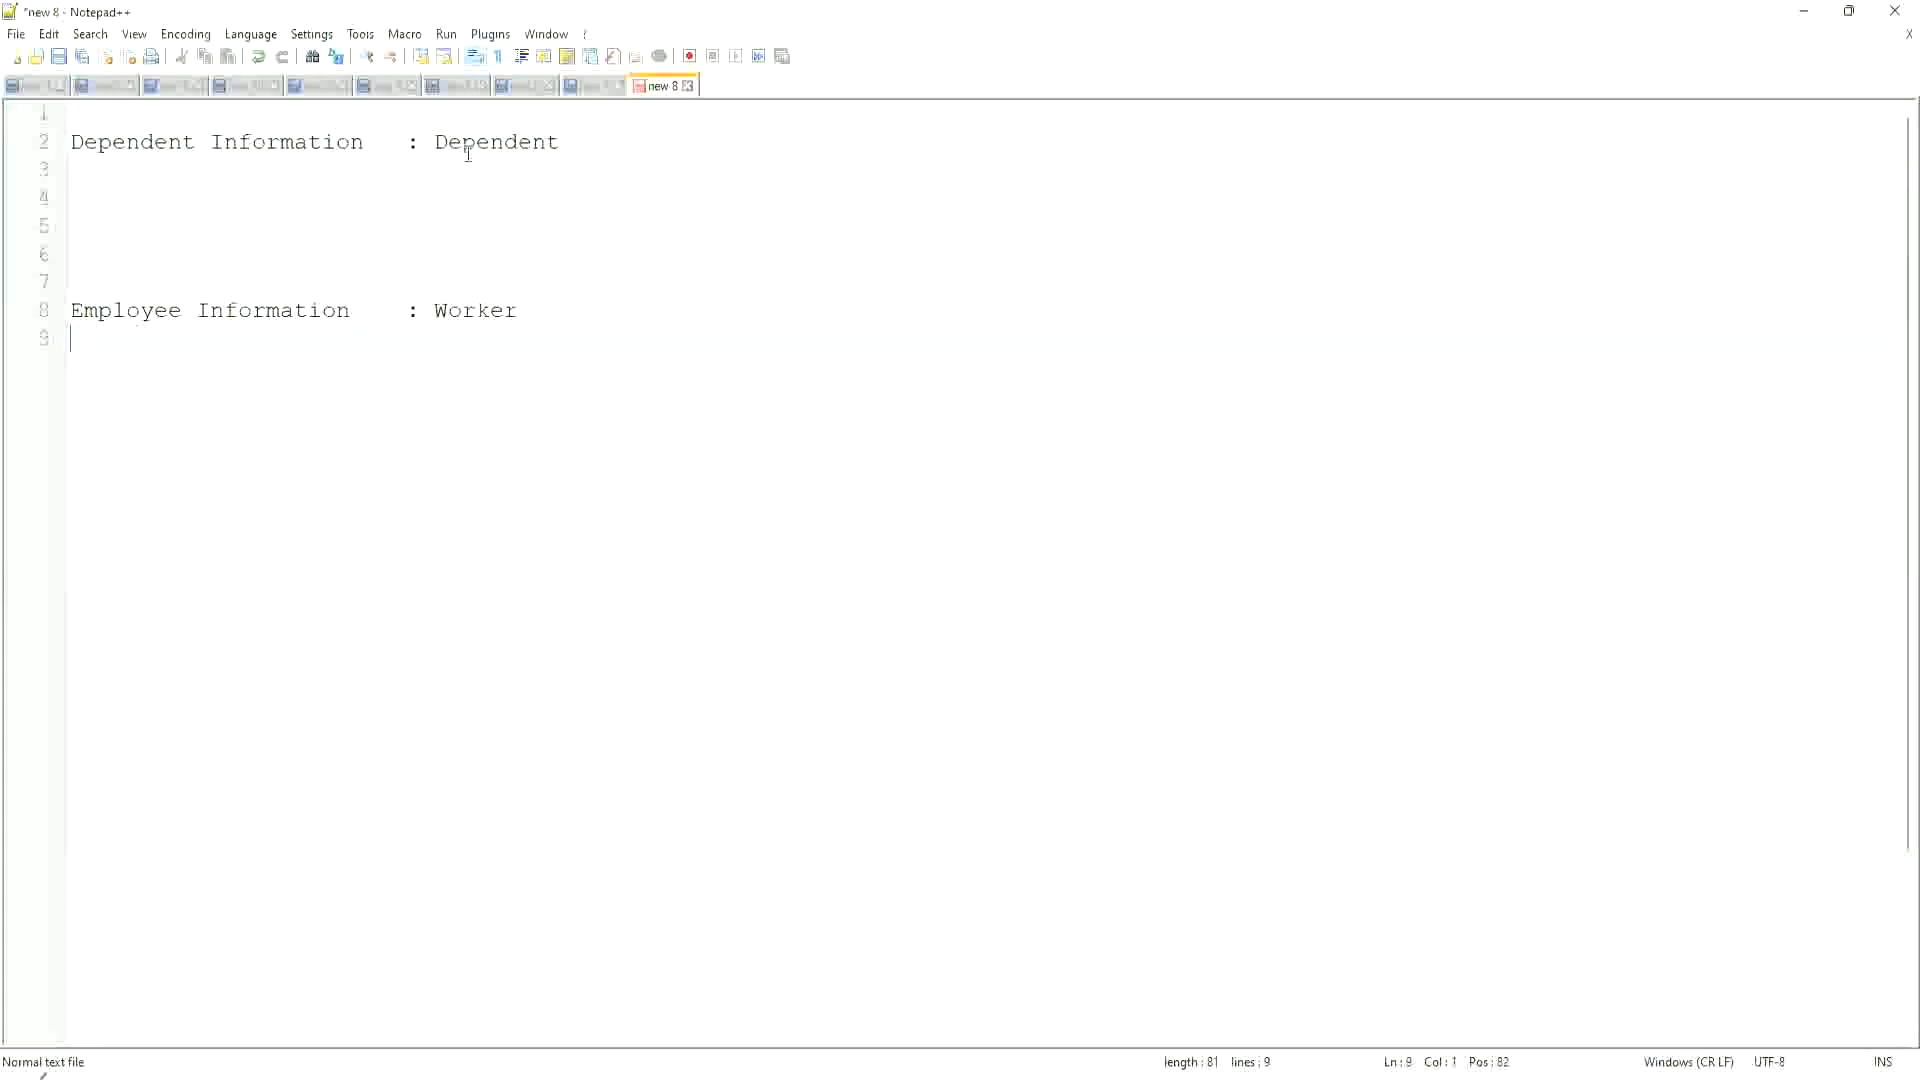 *new 8 - Notepad++
File Edit Search View Encoding Language Settings Tools Macro Run Plugins Window ?
X
new 8
1
2 Dependent Information : Dependent
3
4
5
6
7
8 Employee Information : Worker
9
Normal text file length : 81 lines : 9 Ln : 9 Col : 1 Pos : 82 Windows (CR LF) UTF-8 INS